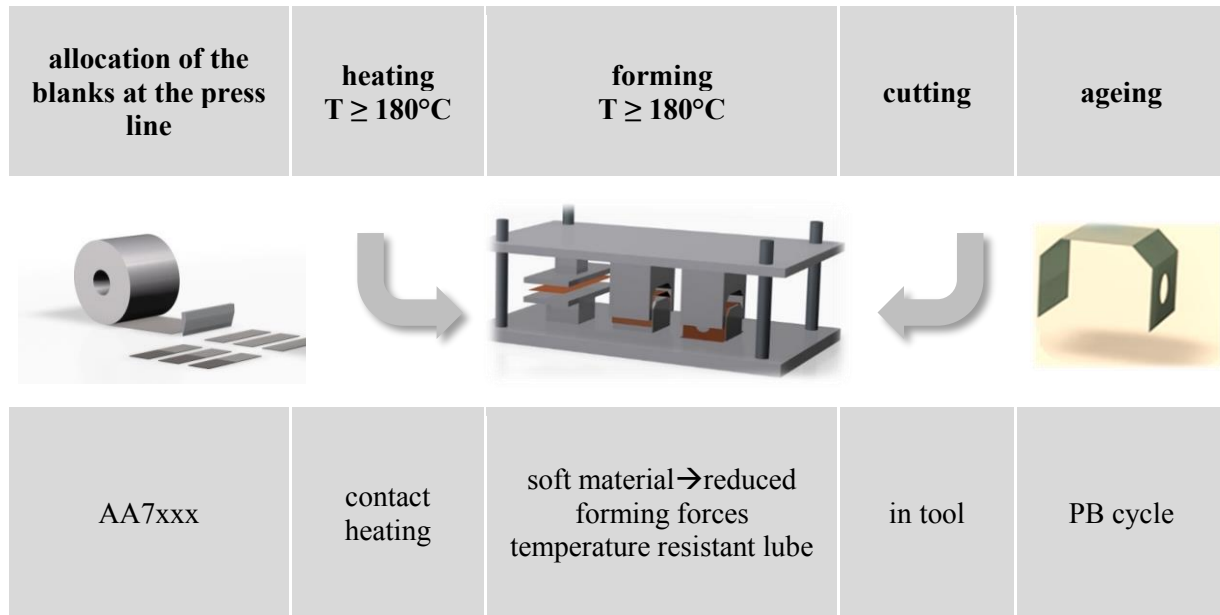 allocation of the
blanks at the press
line
heating
T ≥ 180°C
forming
T ≥ 180°C
cutting
ageing
AA7xxx
contact
heating
soft material→reduced
forming forces
temperature resistant lube
in tool
PB cycle